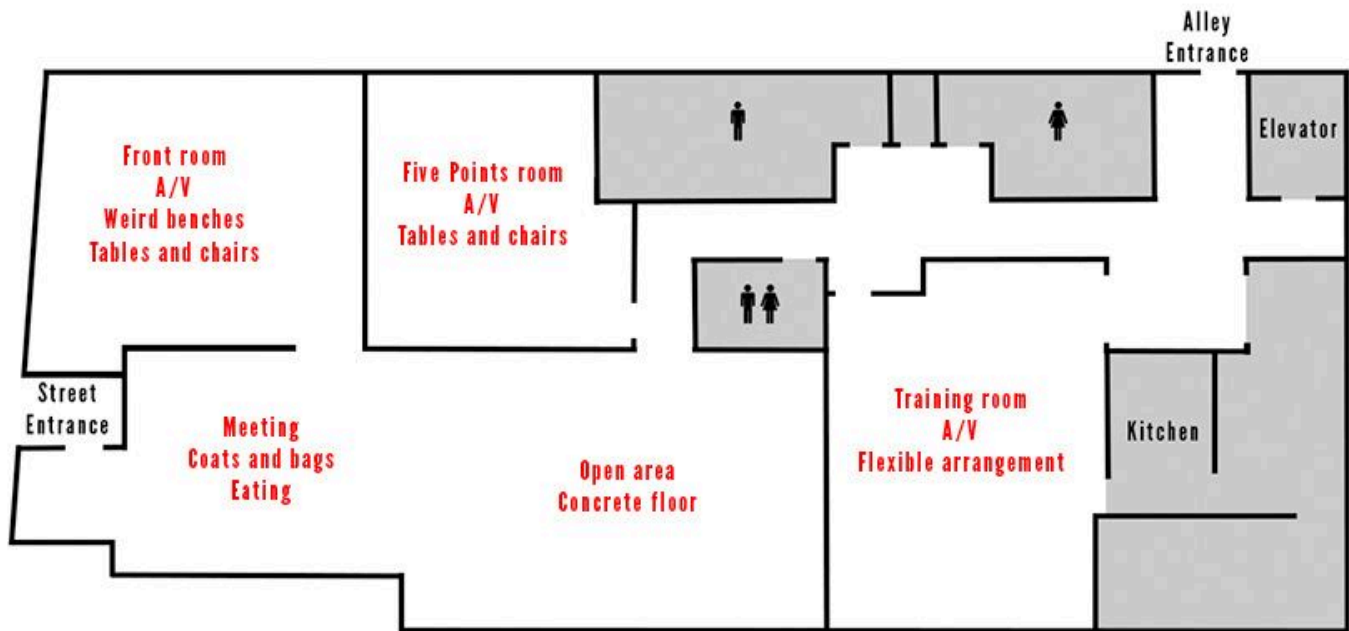 Alley
Entrance
Elevator
Front room
A/V
Weird benches
Tables and chairs
Five Points room
A/V
Tables and chairs
Street
Entrance
Meeting
Coats and bags
Eating
Open area
Concrete floor
Training room
A/V
Flexible arrangement
Kitchen